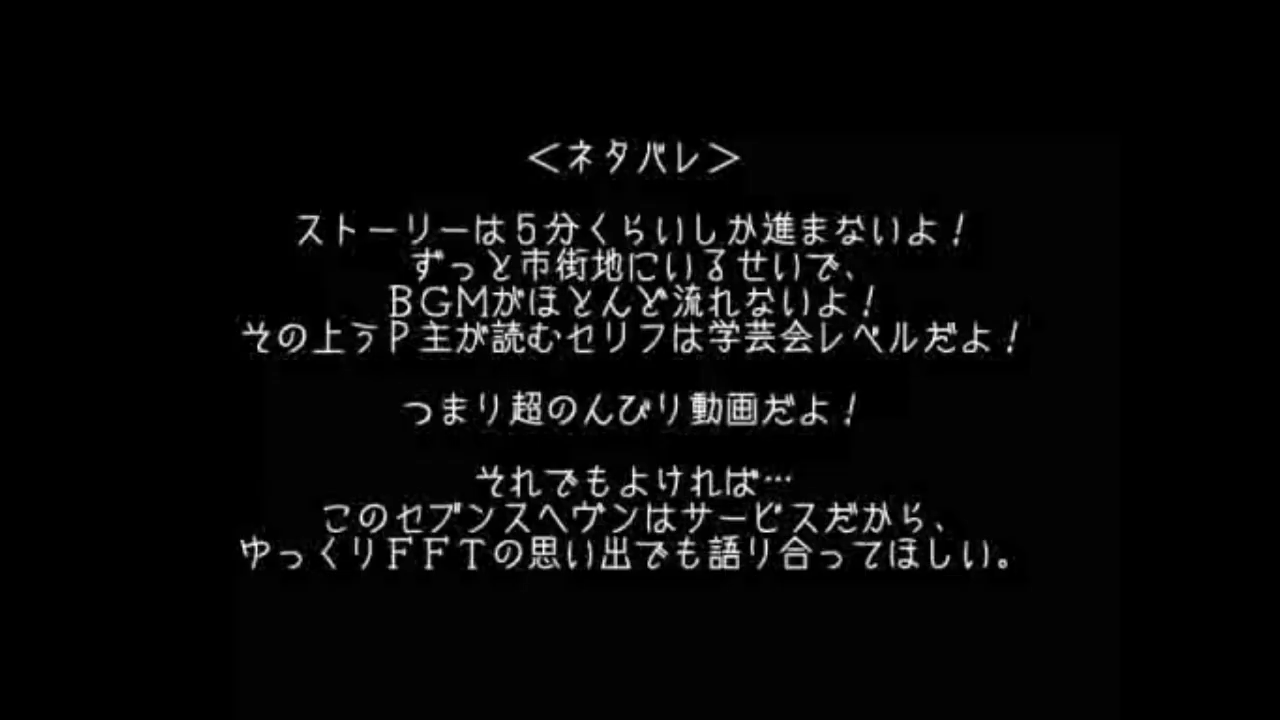 ＜ネタバレ＞
ストーリーは５分くらいしか進まないよ！
ずっと市街地にいるせいで、
ＢＧＭがほとんど流れないよ！
その上うＰ主が読むセリフは学芸会レベルだよ！
つまり超のんびり動画だよ！
それでもよければ…
このセブンスヘヴンはサービスだから、
ゆっくりＦＦＴの思い出でも語り合ってほしい。